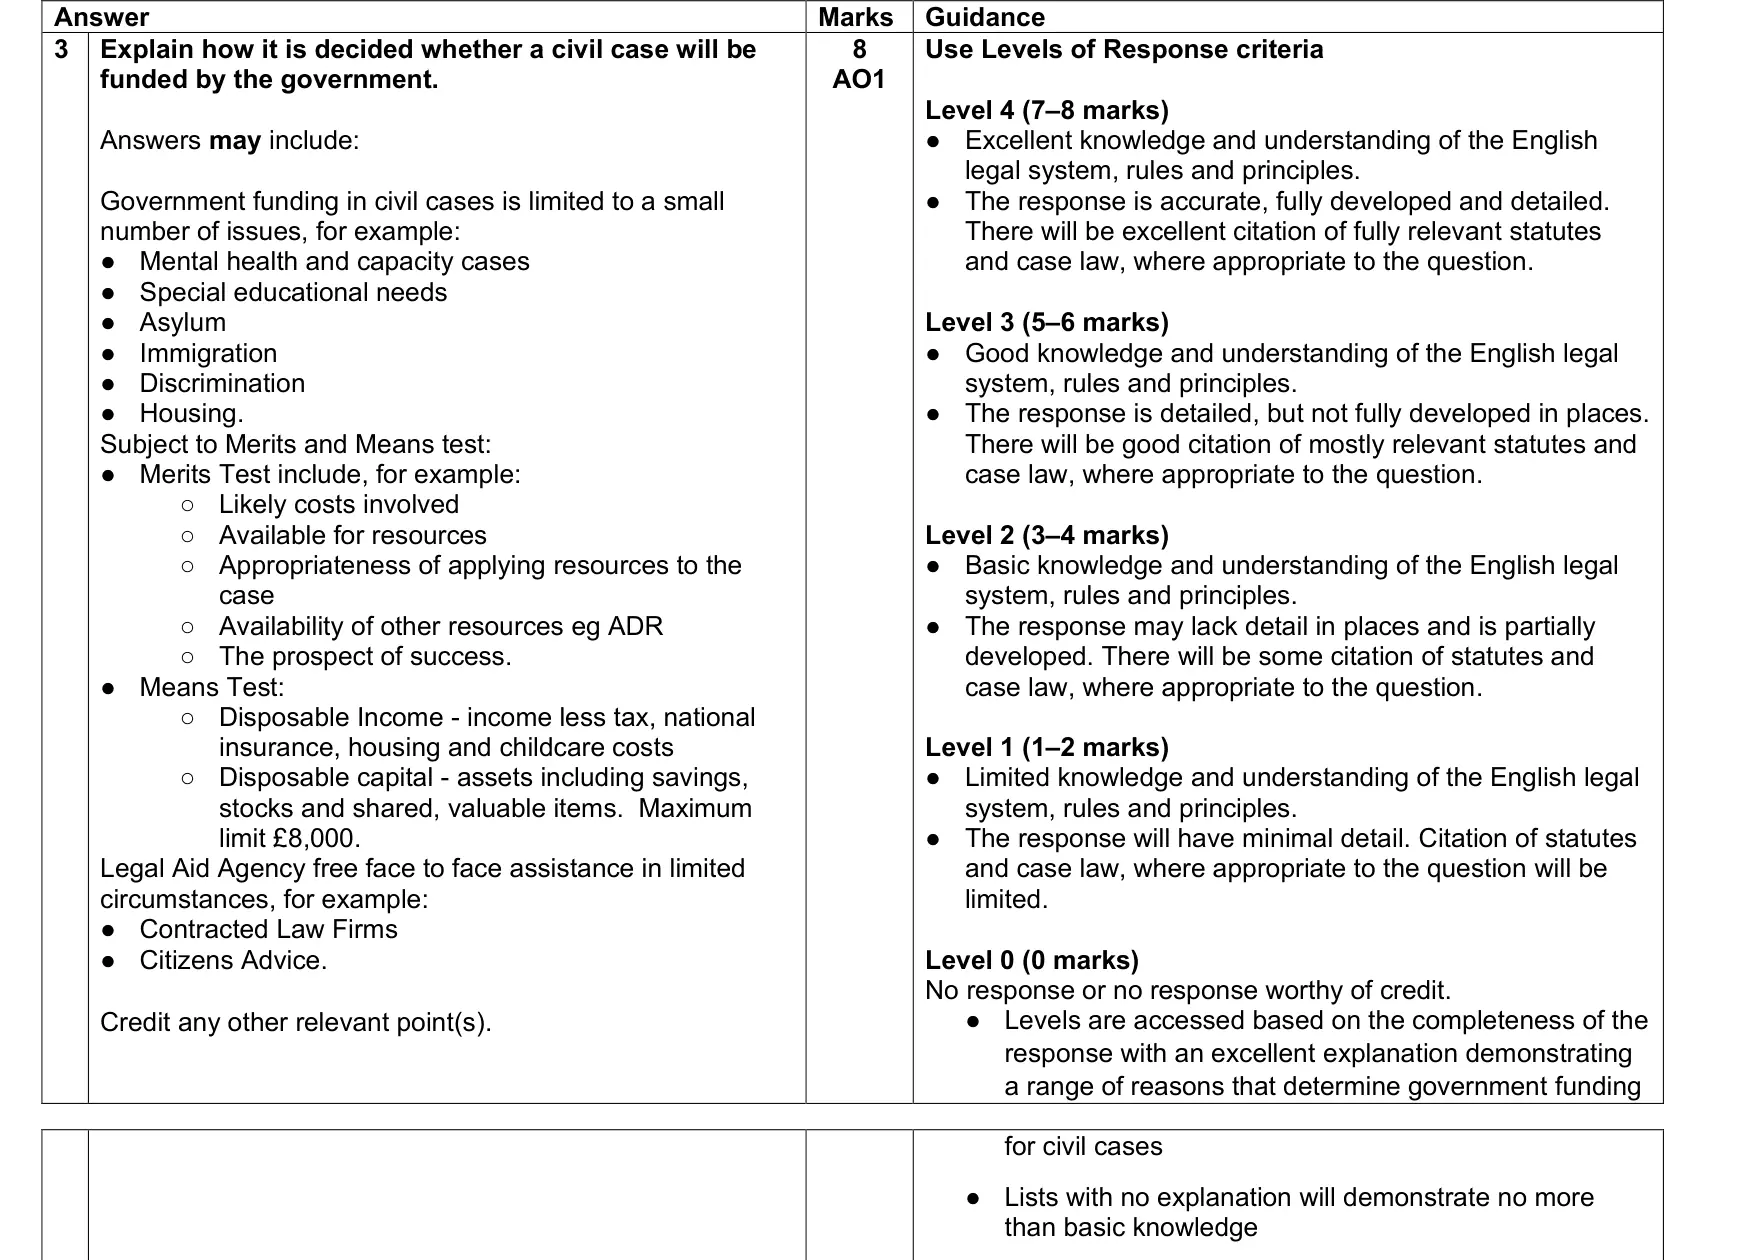 Answer Marks Guidance
3 Explain how it is decided whether a civil case will be
funded by the government.
Answers may include:
Government funding in civil cases is limited to a small
number of issues, for example:
● Mental health and capacity cases
● Special educational needs
● Asylum
● Immigration
● Discrimination
● Housing.
Subject to Merits and Means test:
● Merits Test include, for example:
○ Likely costs involved
○ Available for resources
○ Appropriateness of applying resources to the
case
○ Availability of other resources eg ADR
○ The prospect of success.
● Means Test:
○ Disposable Income - income less tax, national
insurance, housing and childcare costs
○ Disposable capital - assets including savings,
stocks and shared, valuable items.  Maximum
limit £8,000.
Legal Aid Agency free face to face assistance in limited
circumstances, for example:
● Contracted Law Firms
● Citizens Advice.
Credit any other relevant point(s).
8
AO1
Use Levels of Response criteria
Level 4 (7–8 marks)
● Excellent knowledge and understanding of the English
legal system, rules and principles.
● The response is accurate, fully developed and detailed.
There will be excellent citation of fully relevant statutes
and case law, where appropriate to the question.
Level 3 (5–6 marks)
● Good knowledge and understanding of the English legal
system, rules and principles.
● The response is detailed, but not fully developed in places.
There will be good citation of mostly relevant statutes and
case law, where appropriate to the question.
Level 2 (3–4 marks)
● Basic knowledge and understanding of the English legal
system, rules and principles.
● The response may lack detail in places and is partially
developed. There will be some citation of statutes and
case law, where appropriate to the question.
Level 1 (1–2 marks)
● Limited knowledge and understanding of the English legal
system, rules and principles.
● The response will have minimal detail. Citation of statutes
and case law, where appropriate to the question will be
limited.
Level 0 (0 marks)
No response or no response worthy of credit.
● Levels are accessed based on the completeness of the
response with an excellent explanation demonstrating
a range of reasons that determine government funding
for civil cases
● Lists with no explanation will demonstrate no more
than basic knowledge